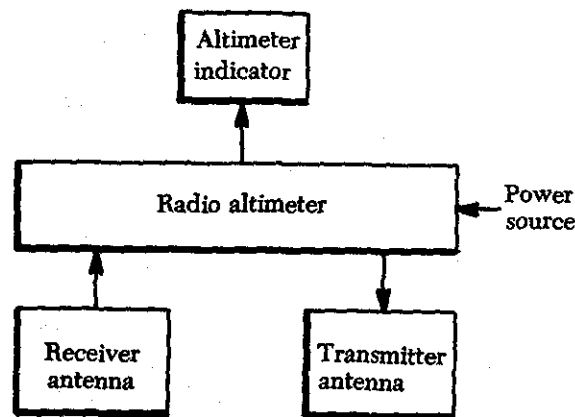 Altimeter
indicator
Radio altimeter
Power
source
Receiver
antenna
Transmitter
antenna